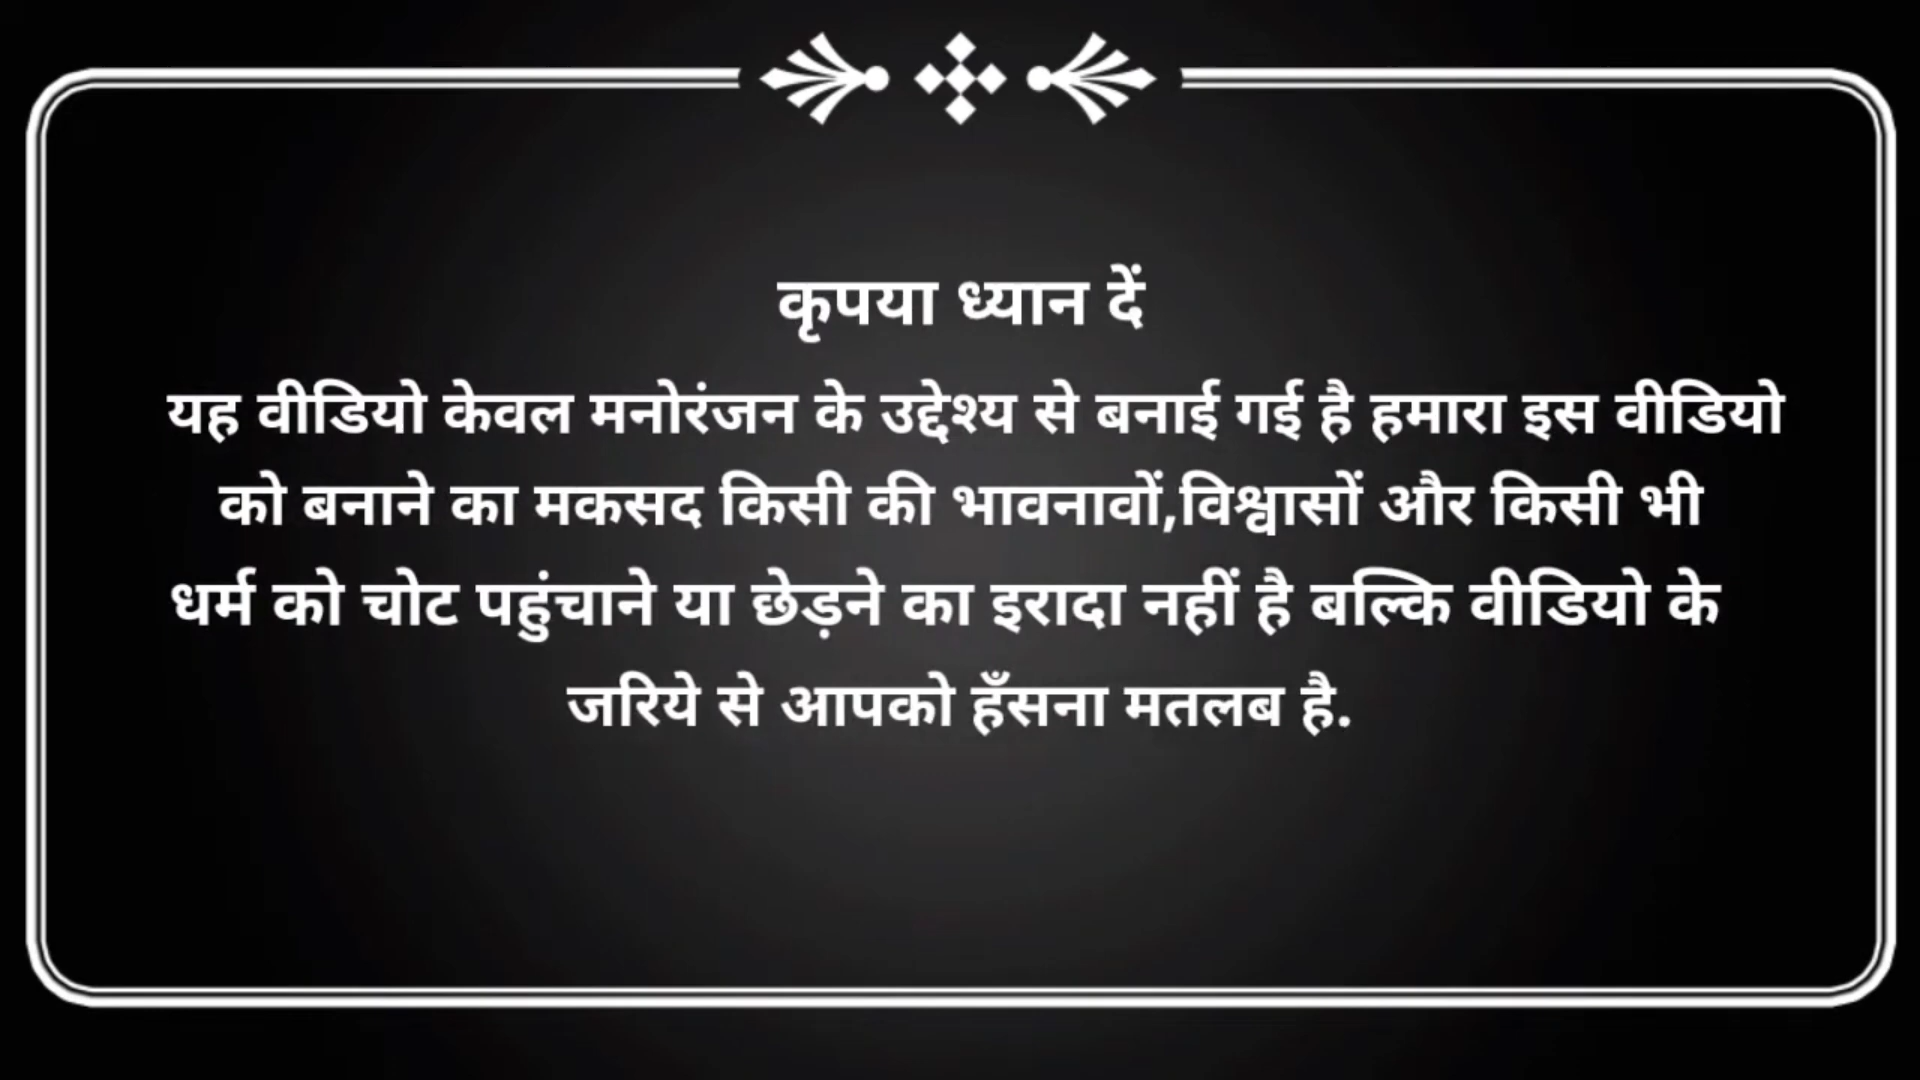 कृपया ध्यान दें
यह वीडियो केवल मनोरंजन के उद्देश्य से बनाई गई है हमारा इस वीडियो
को बनाने का मकसद किसी की भावनावों,विश्वासों और किसी भी
धर्म को चोट पहुंचाने या छेड़ने का इरादा नहीं है बल्कि वीडियो के
जरिये से आपको हँसना मतलब है.